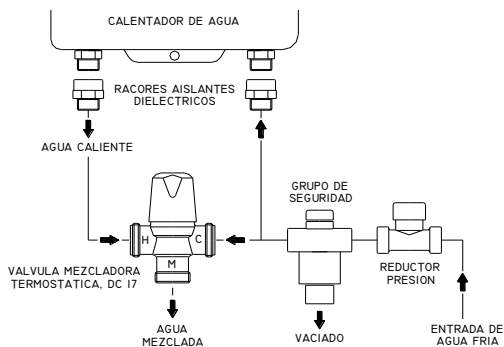 CALENTADOR DE AGUA
RACORES AISLANTES
DIELECTRICOS
AGUA CALIENTE
GRUPO DE
SEGURIDAD
H
C
M
VALVULA MEZCLADORA
TERMOSTATICA, DC 17
REDUCTOR
PRESION
AGUA
MEZCLADA
VACIADO
ENTRADA DE
AGUA FRIA